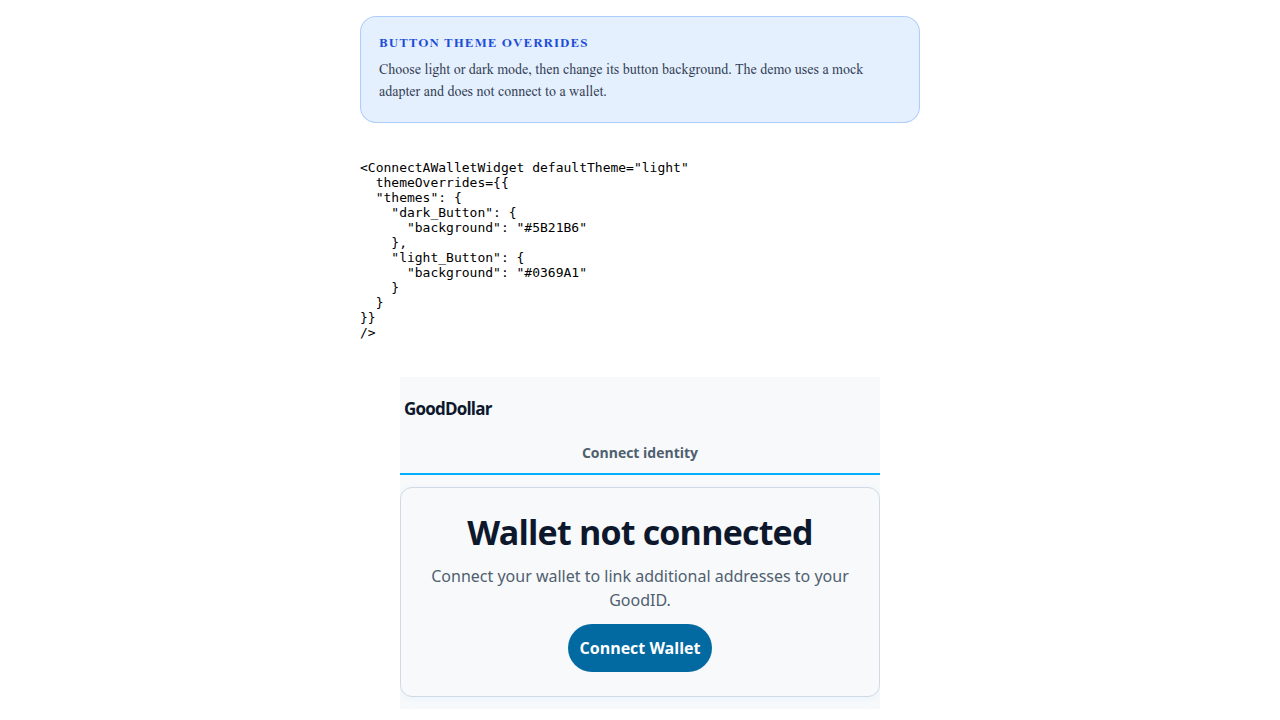 BUTTON THEME OVERRIDES
Choose light or dark mode, then change its button background. The demo uses a mock
adapter and does not connect to a wallet.
<ConnectAWalletWidget defaultTheme="light"
  themeOverrides={{
  "themes": {
    "dark_Button": {
      "background": "#5B21B6"
    },
    "light_Button": {
      "background": "#0369A1"
    }
  }
}}
/>
GoodDollar
Connect identity
Wallet not connected
Connect your wallet to link additional addresses to your
GoodID.
Connect Wallet